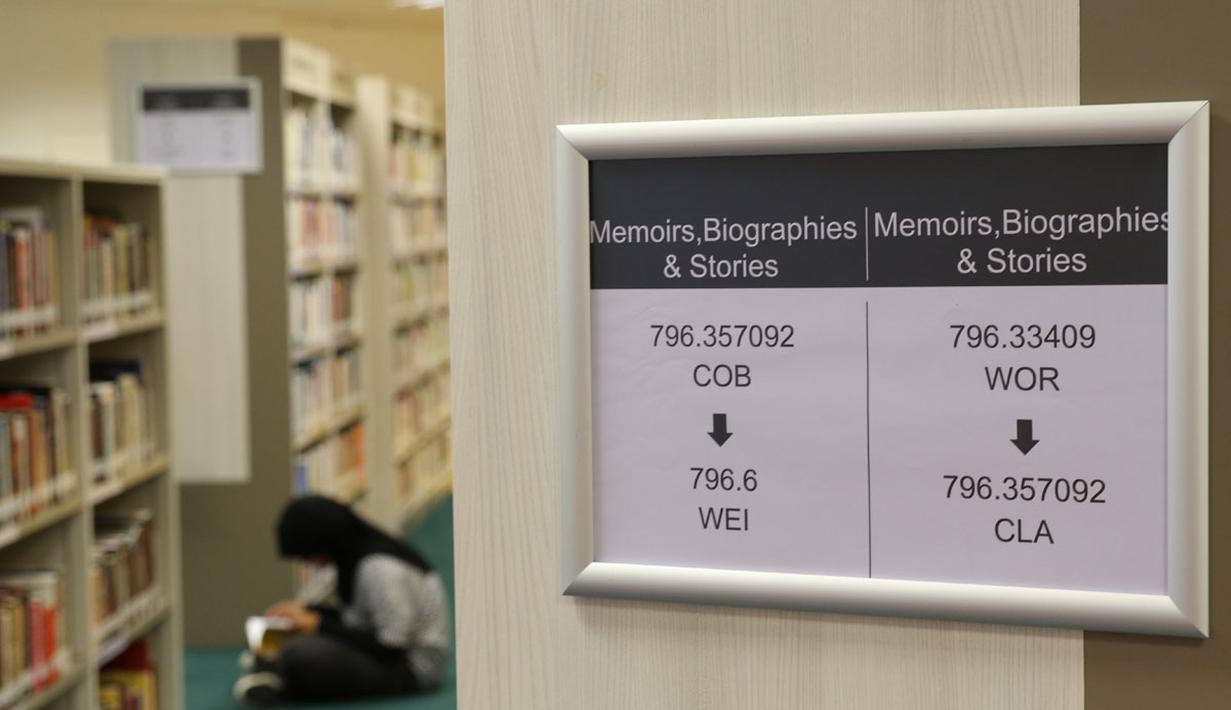 Memoirs,Biographies
& Stories
796.357092
COB
796.6
WEI
Memoirs,Biographies
& Stories
796.33409
WOR
796.357092
CLA